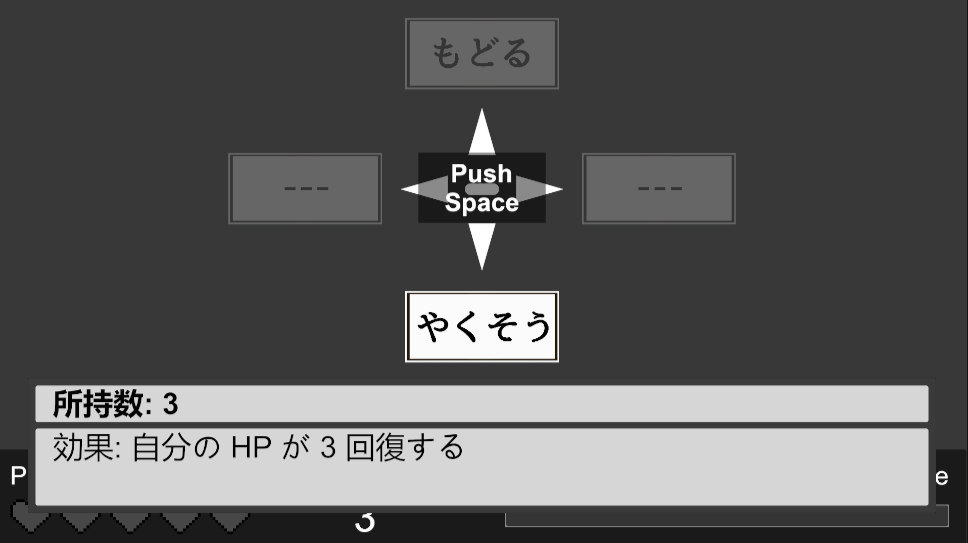 もどる
--- Push ---
Space
やくそう
所持数: 3
効果: 自分の HP が 3 回復する
P e
3